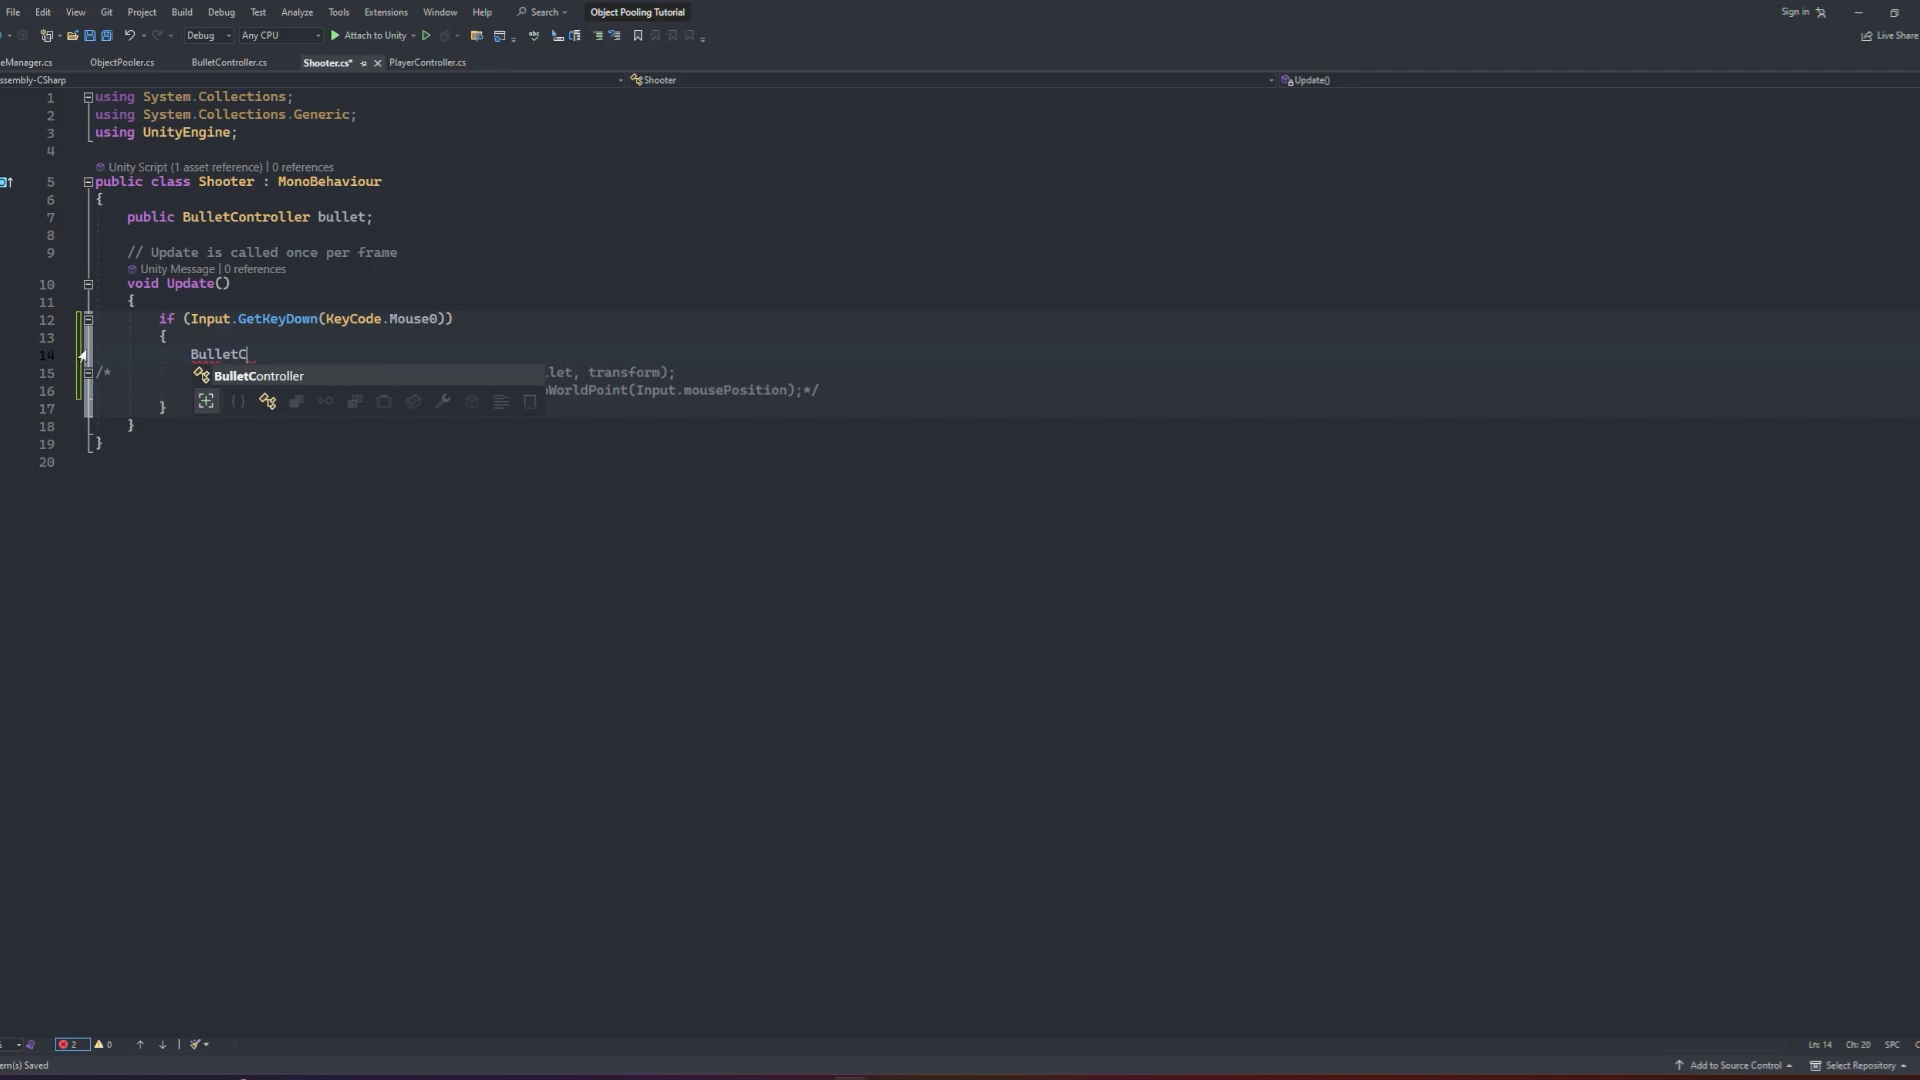 File Edit View Git Project Build Debug Test Analyze Tools Extensions Window Help Search Object Pooling Tutorial Sign in
Debug Any CPU Attach to Unity Live Share
eManager.cs ObjectPooler.cs BulletController.cs Shooter.cs* PlayerController.cs
ssembly-CSharp Shooter Update()
1 using System.Collections;
2 using System.Collections.Generic;
3 using UnityEngine;
4
Unity Script (1 asset reference) | 0 references
5 public class Shooter : MonoBehaviour
6 {
7 public BulletController bullet;
8
9 // Update is called once per frame
Unity Message | 0 references
10 void Update()
11 {
12 if (Input.GetKeyDown(KeyCode.Mouse0))
13 {
14 BulletC
15 /* llet, transform);
BulletController
16 oWorldPoint(Input.mousePosition);*/
17 }
18 }
19 }
20
2 0 Ln: 14 Ch: 20 SPC
em(s) Saved Add to Source Control Select Repository